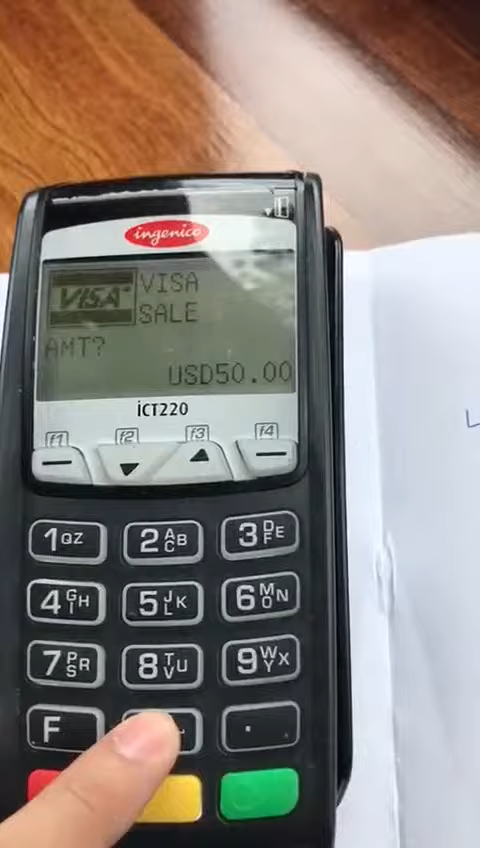 ingenico
VISA VISA
SALE
AMT?
USD50.00
iCT220
f1 f2 f3 f4
1QZ 2ABC 3DEF
4GHI 5JKL 6MNO
7PRS 8TUV 9WXY
F .